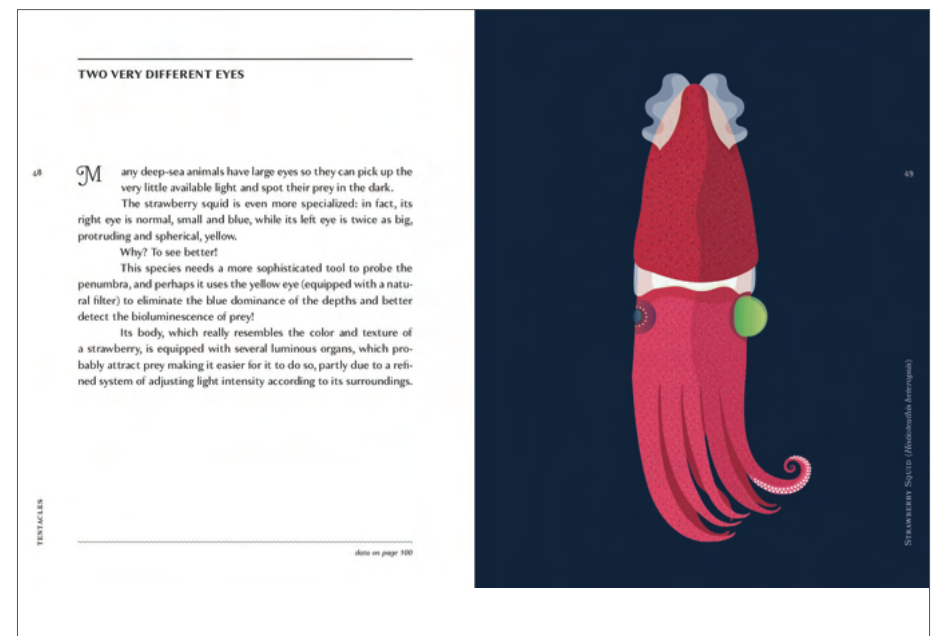 TWO VERY DIFFERENT EYES
48
Many deep-sea animals have large eyes so they can pick up the
very little available light and spot their prey in the dark.
The strawberry squid is even more specialized: in fact, its
right eye is normal, small and blue, while its left eye is twice as big,
protruding and spherical, yellow.
Why? To see better!
This species needs a more sophisticated tool to probe the
penumbra, and perhaps it uses the yellow eye (equipped with a natu-
ral filter) to eliminate the blue dominance of the depths and better
detect the bioluminescence of prey!
Its body, which really resembles the color and texture of
a strawberry, is equipped with several luminous organs, which pro-
bably attract prey making it easier for it to do so, partly due to a refi-
ned system of adjusting light intensity according to its surroundings.
TENTACLES
data on page 100
49
STRAWBERRY SQUID (Histioteuthis heteropsis)